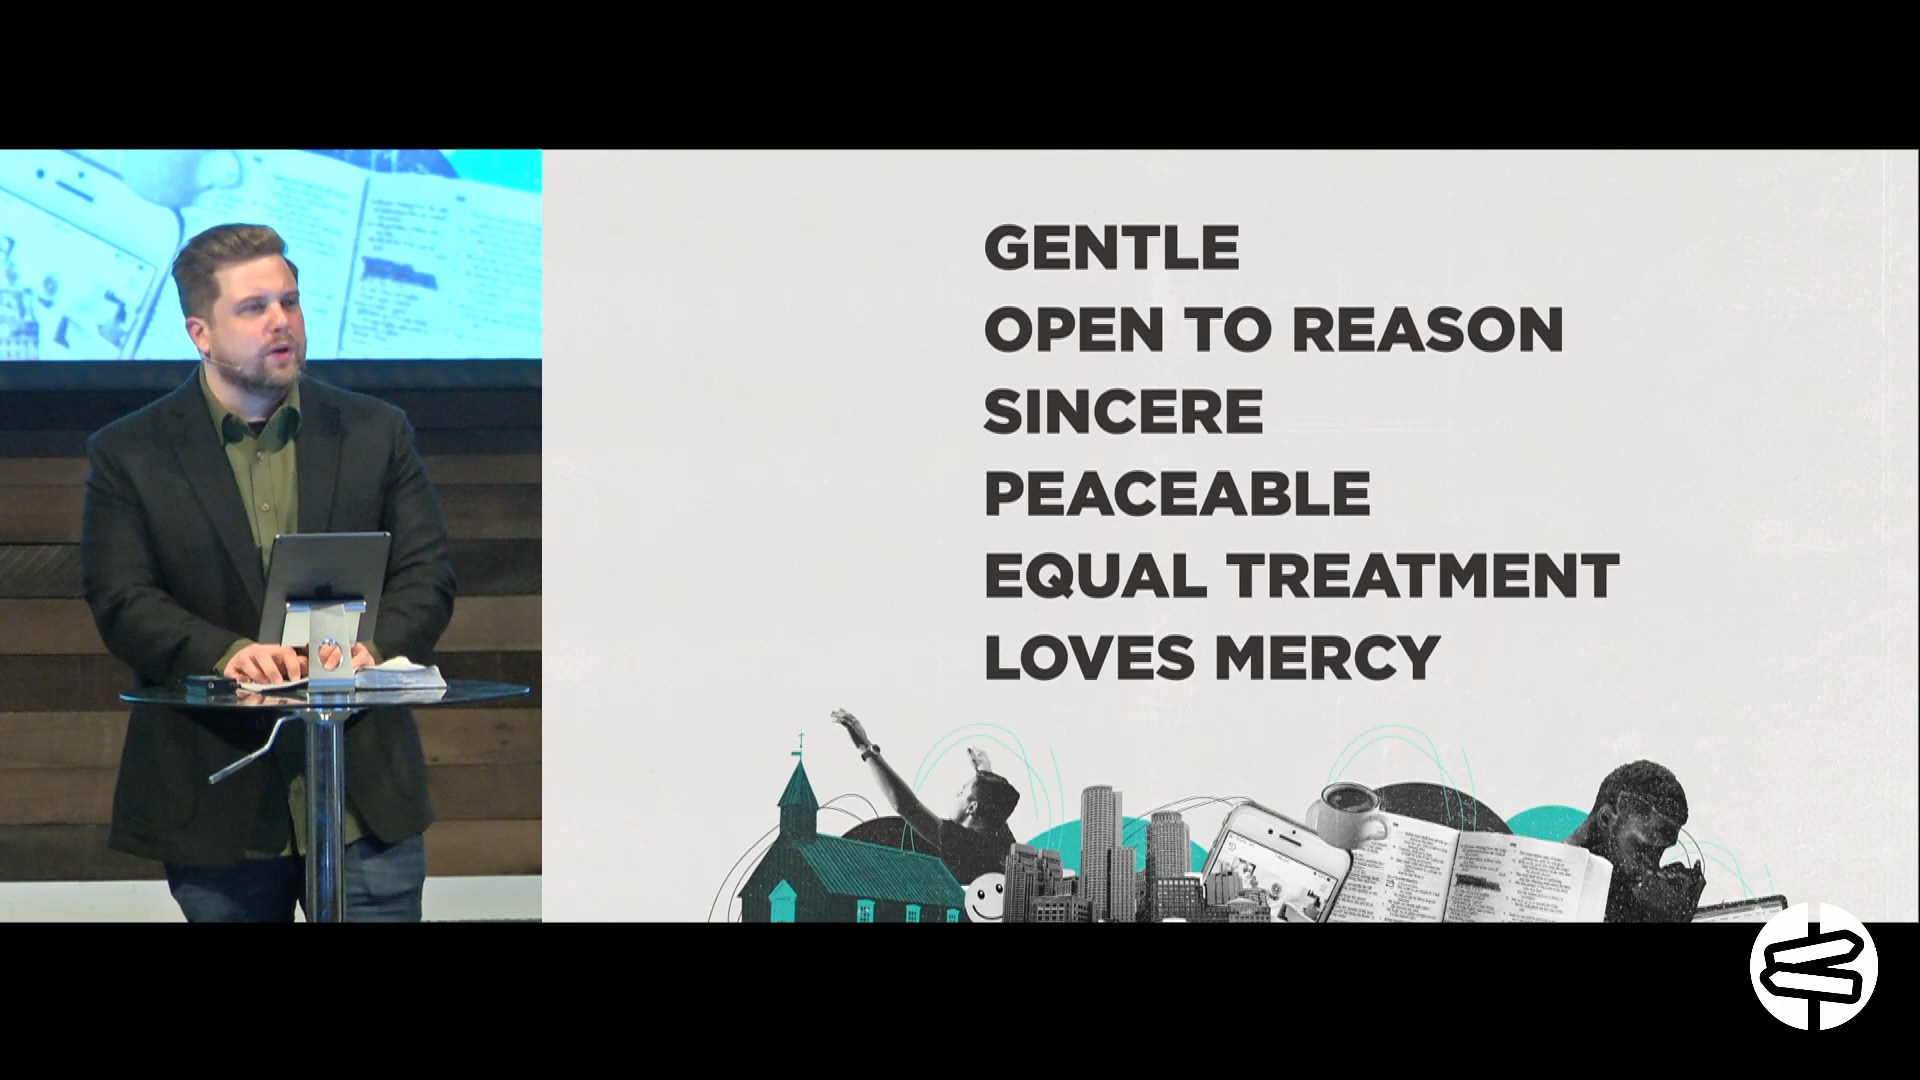 GENTLE
OPEN TO REASON
SINCERE
PEACEABLE
EQUAL TREATMENT
LOVES MERCY